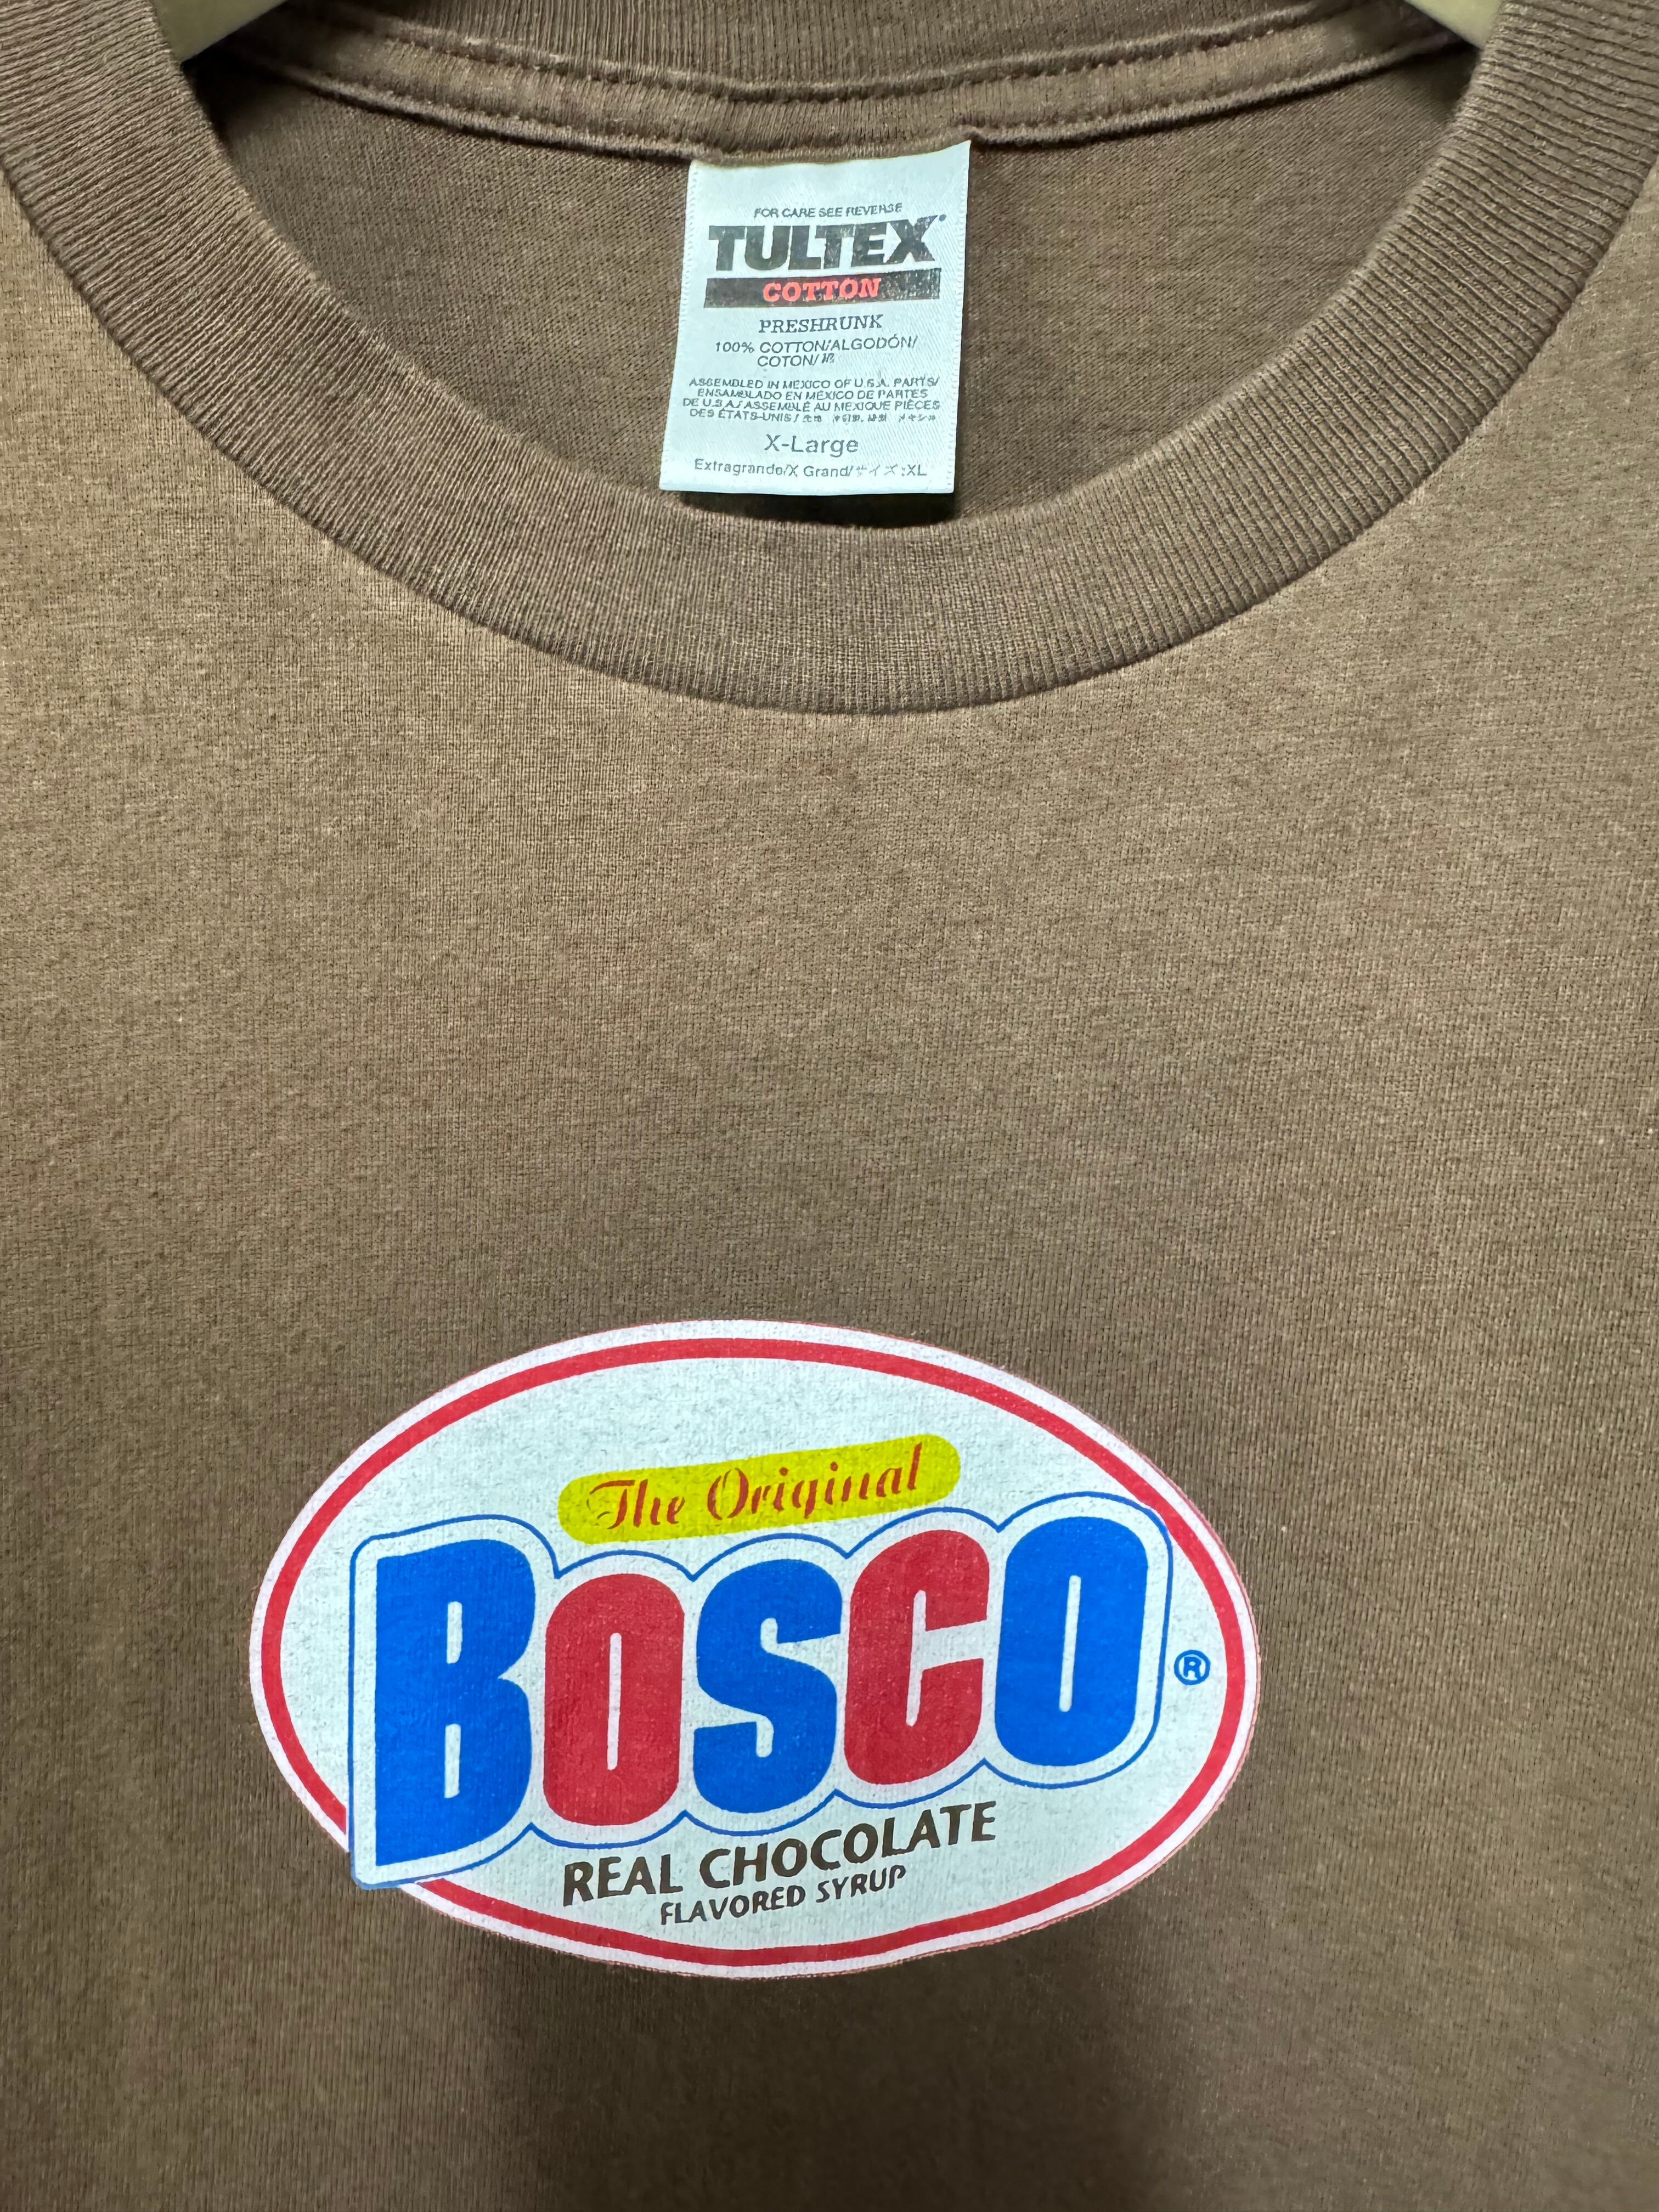 FOR CARE SEE REVERSE
TULTEX®
COTTON
PRESHRUNK
100% COTTON/ALGODÓN/
COTON/綿
ASSEMBLED IN MEXICO OF U.S.A. PARTS/
ENSAMBLADO EN MEXICO DE PARTES
DE U.S.A./ASSEMBLÉ AU MEXIQUE PIÈCES
DES ÉTATS-UNIS/
X-Large
Extragrande/X Grand/サイズ:XL
The Original
BOSCO®
REAL CHOCOLATE
FLAVORED SYRUP